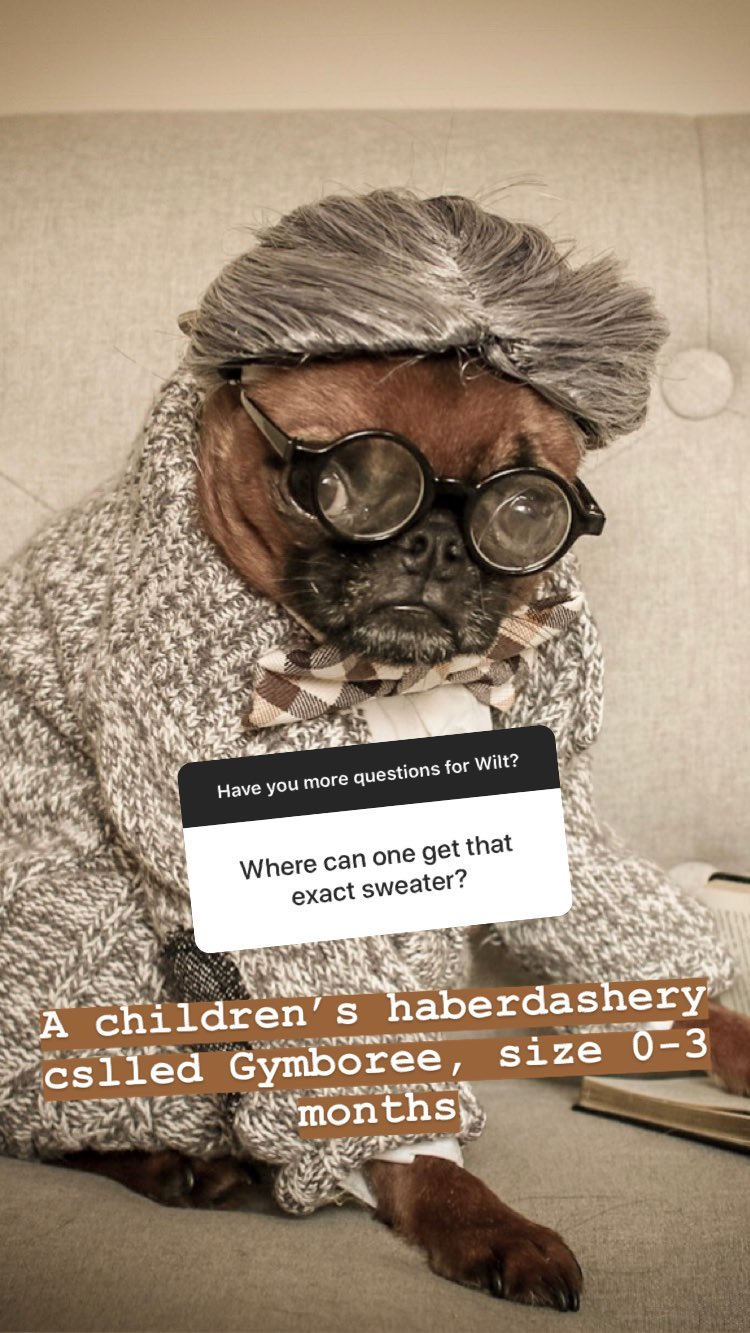 Have you more questions for Wilt?
Where can one get that
exact sweater?
A children’s haberdashery
cslled Gymboree, size 0-3
months